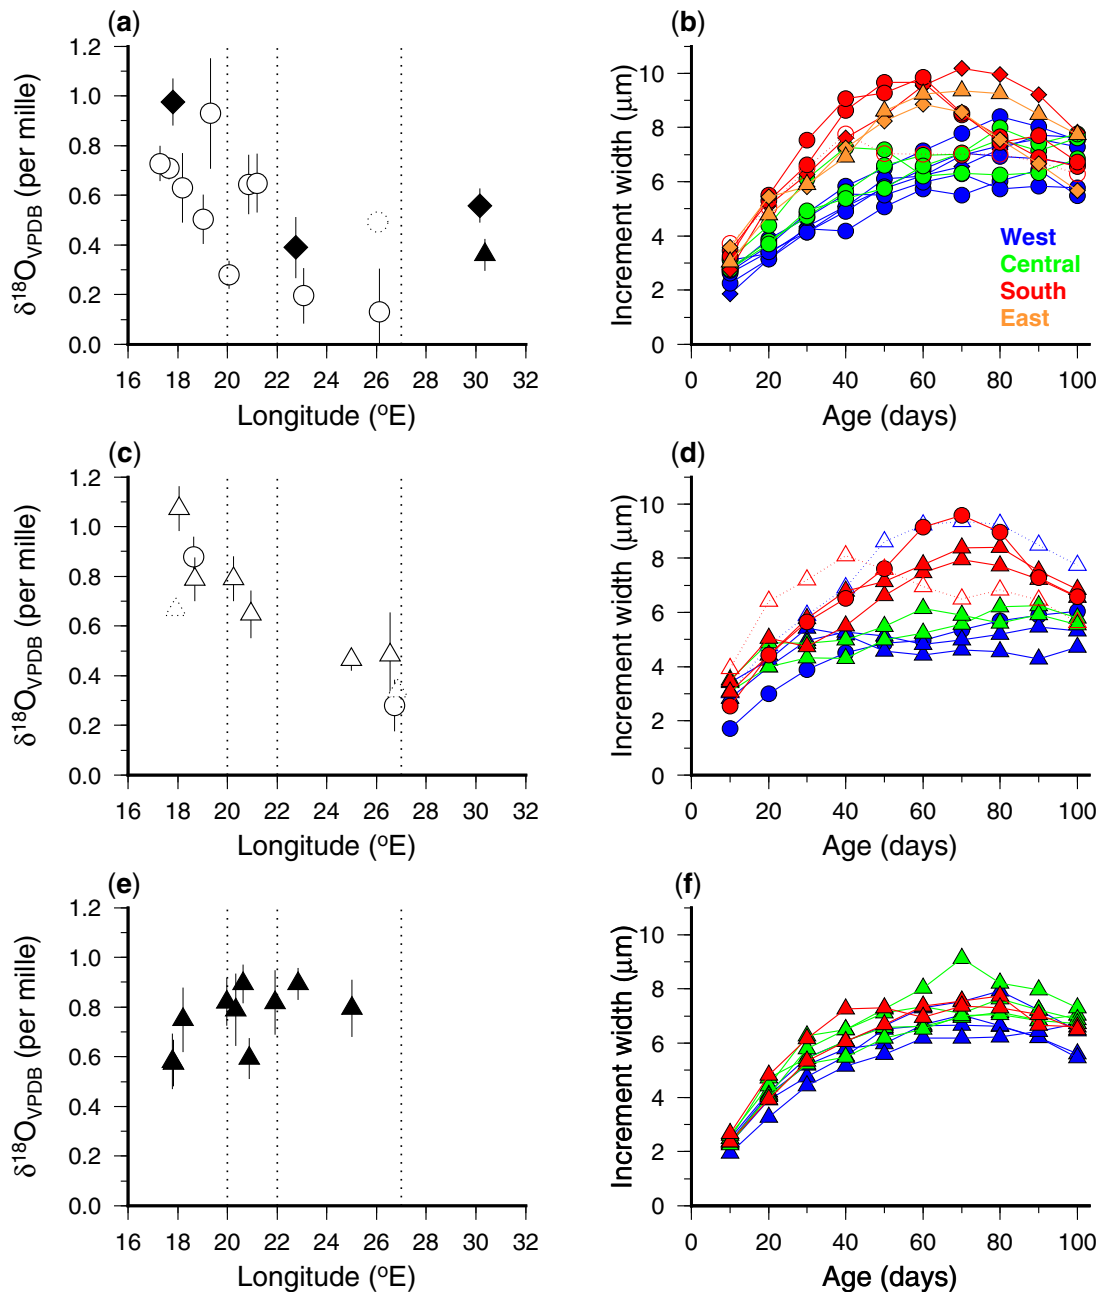 (a)
1.2
1.0
0.8
0.6
0.4
0.2
0.0
δ18OVPDB (per mille)
16 18 20 22 24 26 28 30 32
Longitude (oE)
(b)
10
8
6
4
2
0
Increment width (μm)
West
Central
South
East
0 20 40 60 80 100
Age (days)
(c)
1.2
1.0
0.8
0.6
0.4
0.2
0.0
δ18OVPDB (per mille)
16 18 20 22 24 26 28 30 32
Longitude (oE)
(d)
10
8
6
4
2
0
Increment width (μm)
0 20 40 60 80 100
Age (days)
(e)
1.2
1.0
0.8
0.6
0.4
0.2
0.0
δ18OVPDB (per mille)
16 18 20 22 24 26 28 30 32
Longitude (oE)
(f)
10
8
6
4
2
0
Increment width (μm)
0 20 40 60 80 100
Age (days)